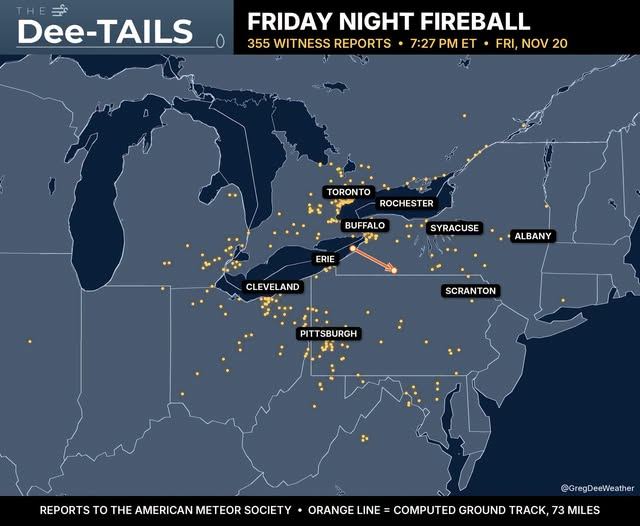 THE
Dee-TAILS
FRIDAY NIGHT FIREBALL
355 WITNESS REPORTS • 7:27 PM ET • FRI, NOV 20
TORONTO
ROCHESTER
BUFFALO
SYRACUSE
ALBANY
ERIE
CLEVELAND
SCRANTON
PITTSBURGH
@GregDeeWeather
REPORTS TO THE AMERICAN METEOR SOCIETY • ORANGE LINE = COMPUTED GROUND TRACK, 73 MILES